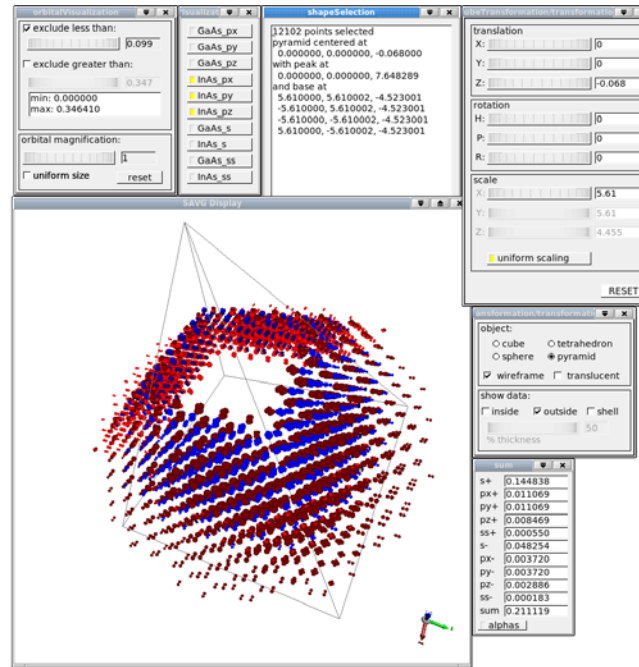 orbitalVisualization
exclude less than:
0.099
exclude greater than:
0.347
min: 0.000000
max: 0.346410
orbital magnification:
1
uniform size
reset
isualizat
GaAs_px
GaAs_py
GaAs_pz
InAs_px
InAs_py
InAs_pz
GaAs_s
InAs_s
GaAs_ss
InAs_ss
shapeSelection
12102 points selected
pyramid centered at
0.000000, 0.000000, -0.068000
with peak at
0.000000, 0.000000, 7.648289
and base at
5.610000, 5.610002, -4.523001
-5.610000, 5.610002, -4.523001
-5.610000, -5.610002, -4.523001
5.610000, -5.610002, -4.523001
ubeTransformation/transformatio
translation
X: 0
Y: 0
Z: -0.068
rotation
H: 0
P: 0
R: 0
scale
X: 5.61
Y: 5.61
Z: 4.455
uniform scaling
RESET
SAVG Display
ansformation/transformati
object:
cube
tetrahedron
sphere
pyramid
wireframe
translucent
show data:
inside
outside
shell
50
% thickness
sum
s+ 0.144838
px+ 0.011069
py+ 0.011069
pz+ 0.008469
ss+ 0.000550
s- 0.048254
px- 0.003720
py- 0.003720
pz- 0.002886
ss- 0.000183
sum 0.211119
alphas